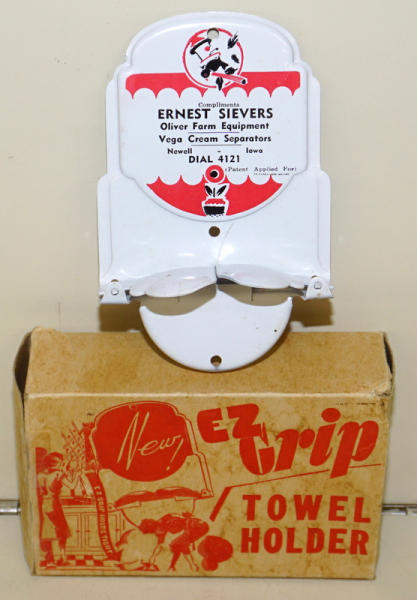 Compliments
ERNEST SIEVERS
Oliver Farm Equipment
Vega Cream Separators
Newell - Iowa
DIAL 4121
(Patent Applied For)
New
EZ
Grip
TOWEL
HOLDER